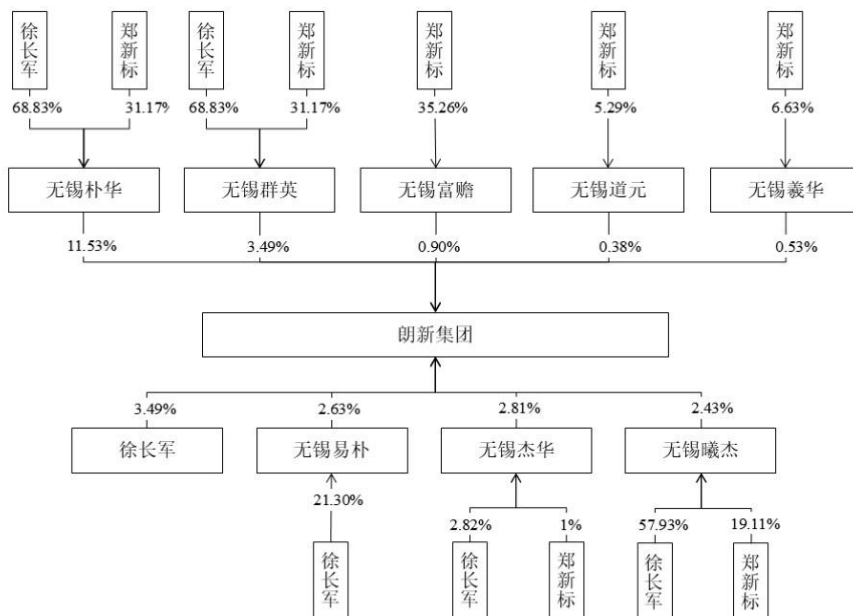 徐长军
郑新标
徐长军
郑新标
郑新标
郑新标
郑新标
68.83%
31.17%
68.83%
31.17%
35.26%
5.29%
6.63%
无锡朴华
无锡群英
无锡富赡
无锡道元
无锡羲华
11.53%
3.49%
0.90%
0.38%
0.53%
朗新集团
3.49%
2.63%
2.81%
2.43%
徐长军
无锡易朴
无锡杰华
无锡曦杰
21.30%
2.82%
1%
57.93%
19.11%
徐长军
徐长军
郑新标
徐长军
郑新标